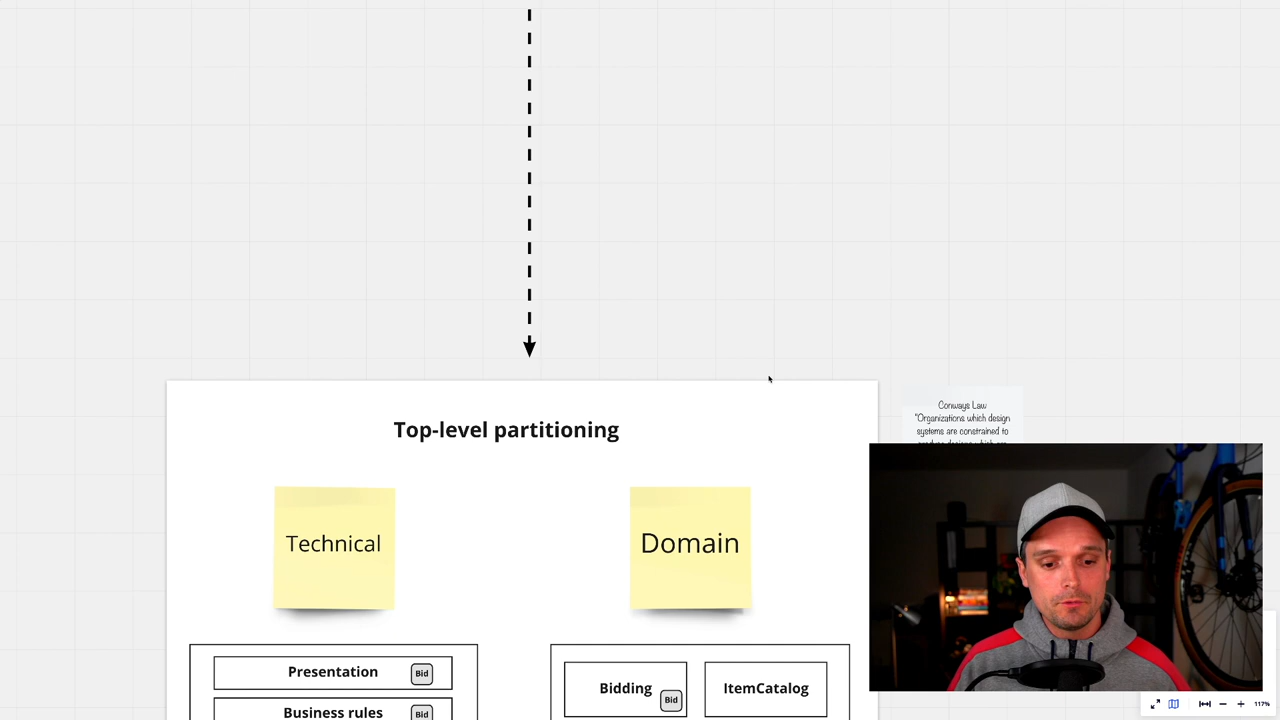 Top-level partitioning
Conways Law
"Organizations which design
systems are constrained to
Technical
Domain
Presentation
Bid
Bidding
Bid
ItemCatalog
Business rules
Bid
117%